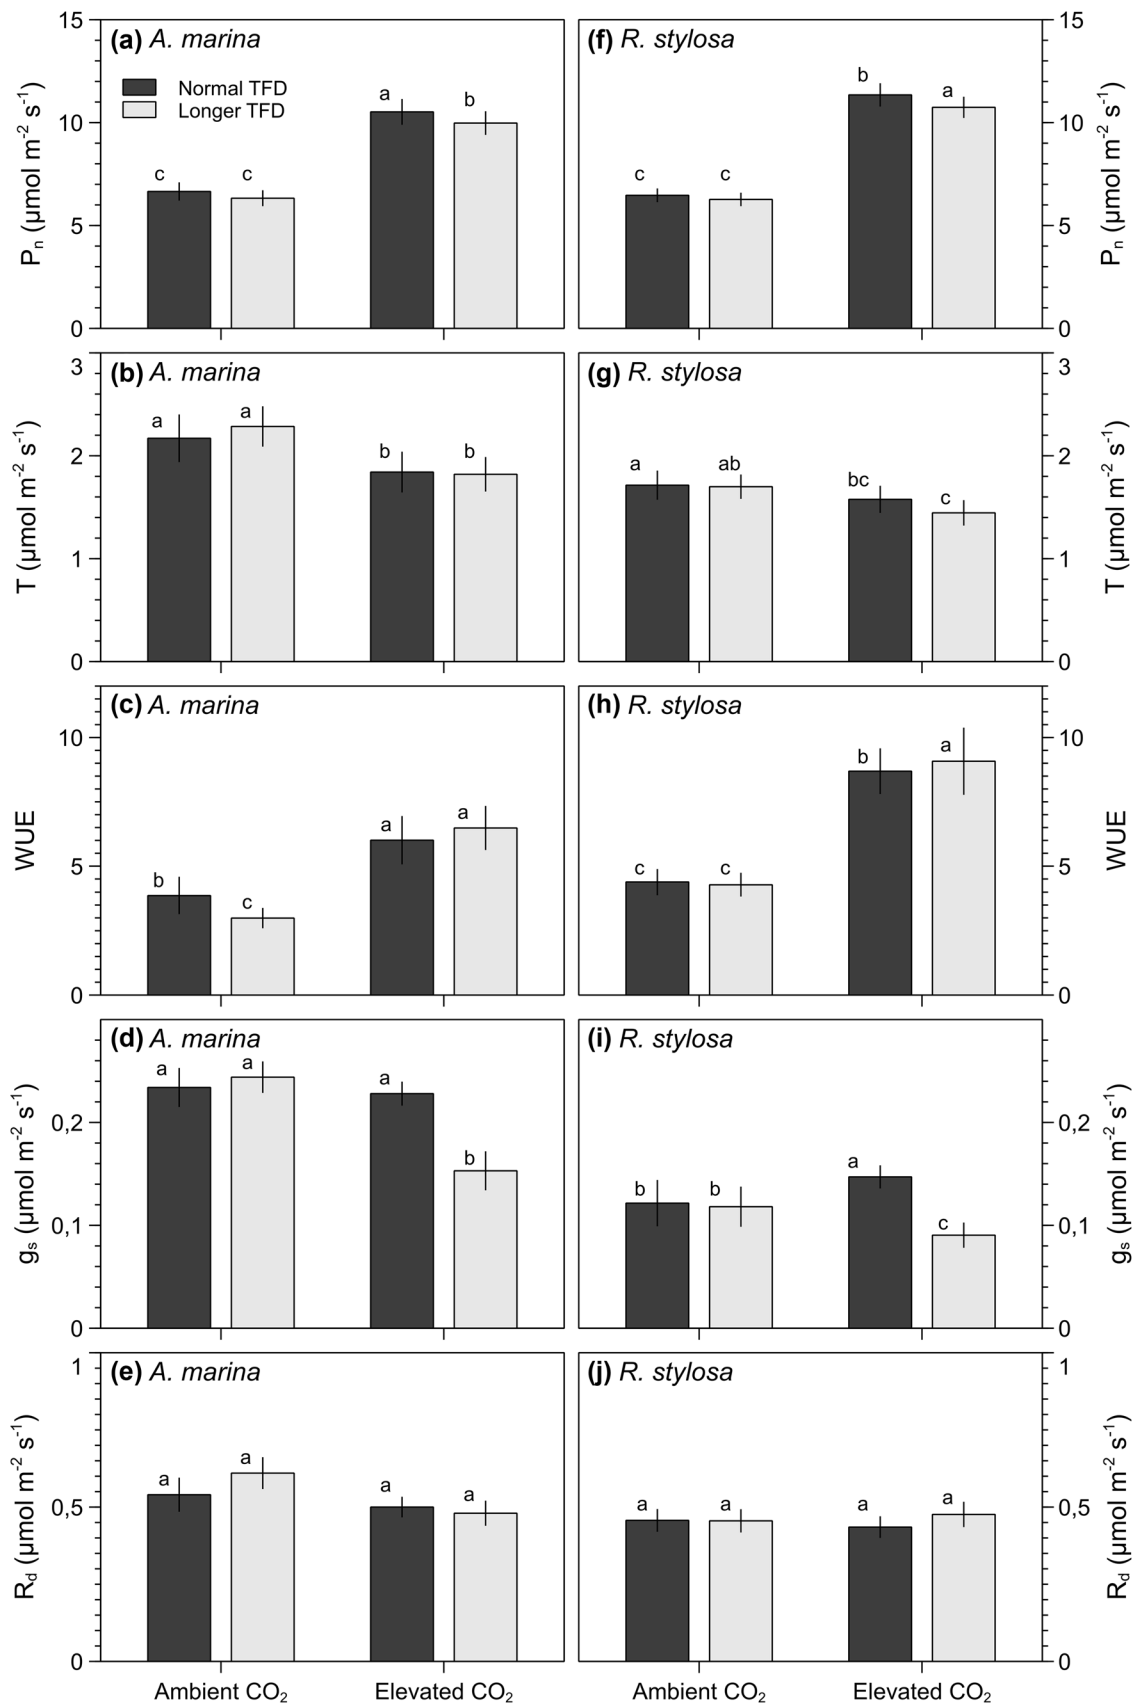 (a) A. marina
Normal TFD
Longer TFD
15
10
5
0
Pn (µmol m-2 s-1)
c
c
a
b
(f) R. stylosa
15
10
5
0
Pn (µmol m-2 s-1)
c
c
b
a
(b) A. marina
3
2
1
0
T (µmol m-2 s-1)
a
a
b
b
(g) R. stylosa
3
2
1
0
T (µmol m-2 s-1)
a
ab
bc
c
(c) A. marina
10
5
0
WUE
b
c
a
a
(h) R. stylosa
10
5
0
WUE
c
c
b
a
(d) A. marina
0,2
0,1
0
gs (µmol m-2 s-1)
a
a
a
b
(i) R. stylosa
0,2
0,1
0
gs (µmol m-2 s-1)
b
b
a
c
(e) A. marina
1
0,5
0
Rd (µmol m-2 s-1)
a
a
a
a
(j) R. stylosa
1
0,5
0
Rd (µmol m-2 s-1)
a
a
a
a
Ambient CO2
Elevated CO2
Ambient CO2
Elevated CO2